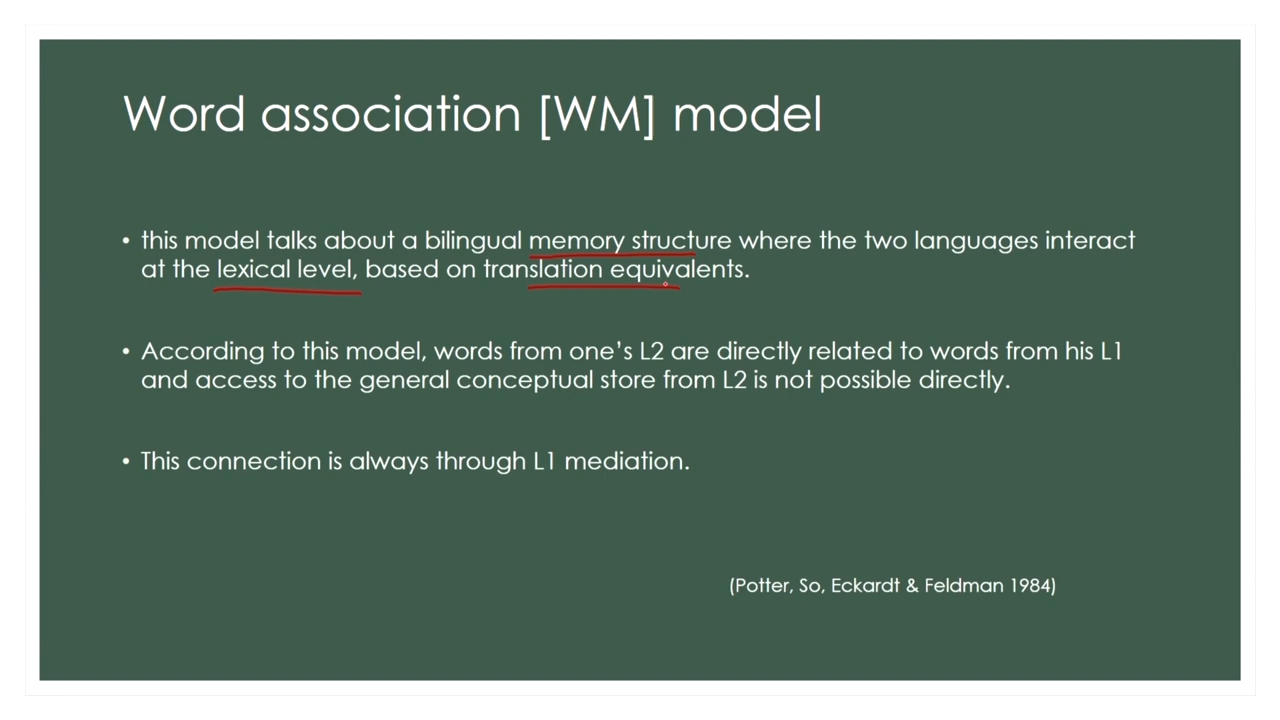 Word association [WM] model
• this model talks about a bilingual memory structure where the two languages interact
at the lexical level, based on translation equivalents.
• According to this model, words from one’s L2 are directly related to words from his L1
and access to the general conceptual store from L2 is not possible directly.
• This connection is always through L1 mediation.
(Potter, So, Eckardt & Feldman 1984)